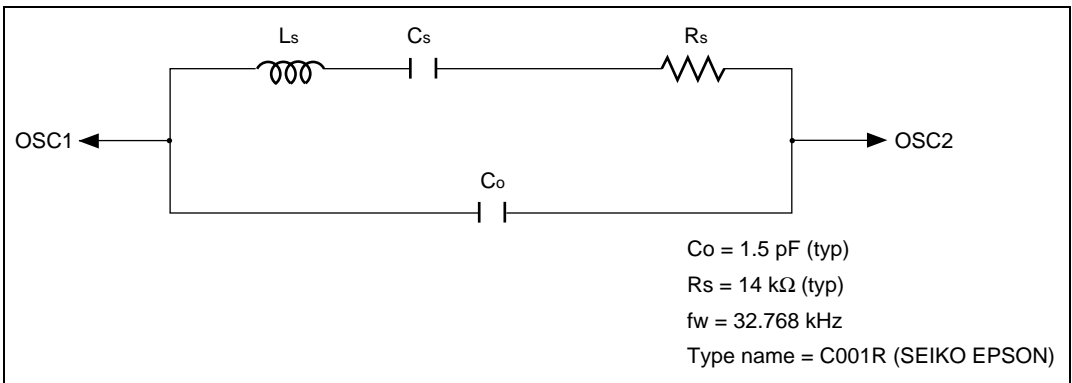 Ls Cs Rs
OSC1 OSC2
Co
Co = 1.5 pF (typ)
Rs = 14 kΩ (typ)
fw = 32.768 kHz
Type name = C001R (SEIKO EPSON)